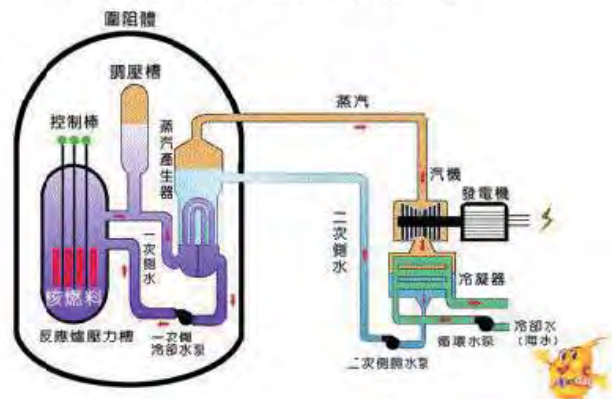 圍阻體
調壓槽
控制棒
蒸汽產生器
蒸汽
汽機
發電機
一次側水
二次側水
冷凝器
核燃料
反應爐壓力槽
一次側
冷卻水泵
二次側飼水泵
循環水泵
冷卻水
(海水)